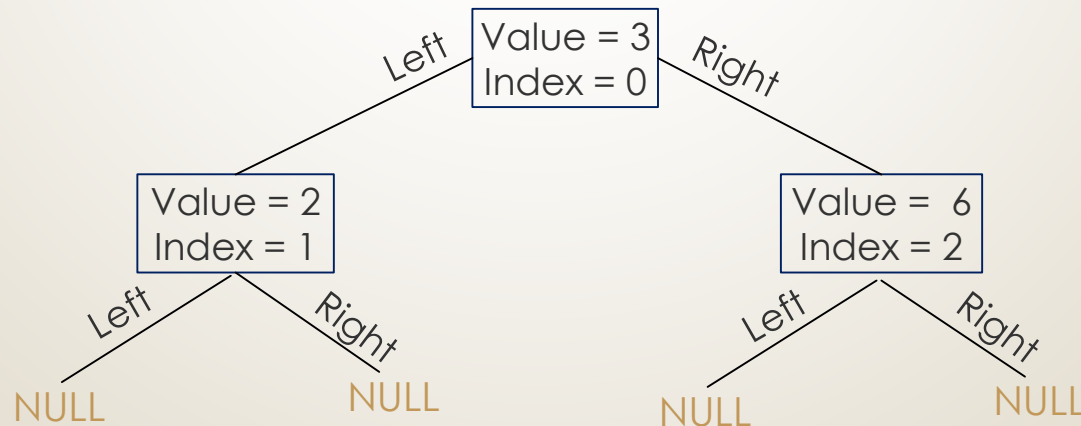 Value = 3
Index = 0
Left
Right
Value = 2
Index = 1
Value = 6
Index = 2
Left
Right
Left
Right
NULL
NULL
NULL
NULL